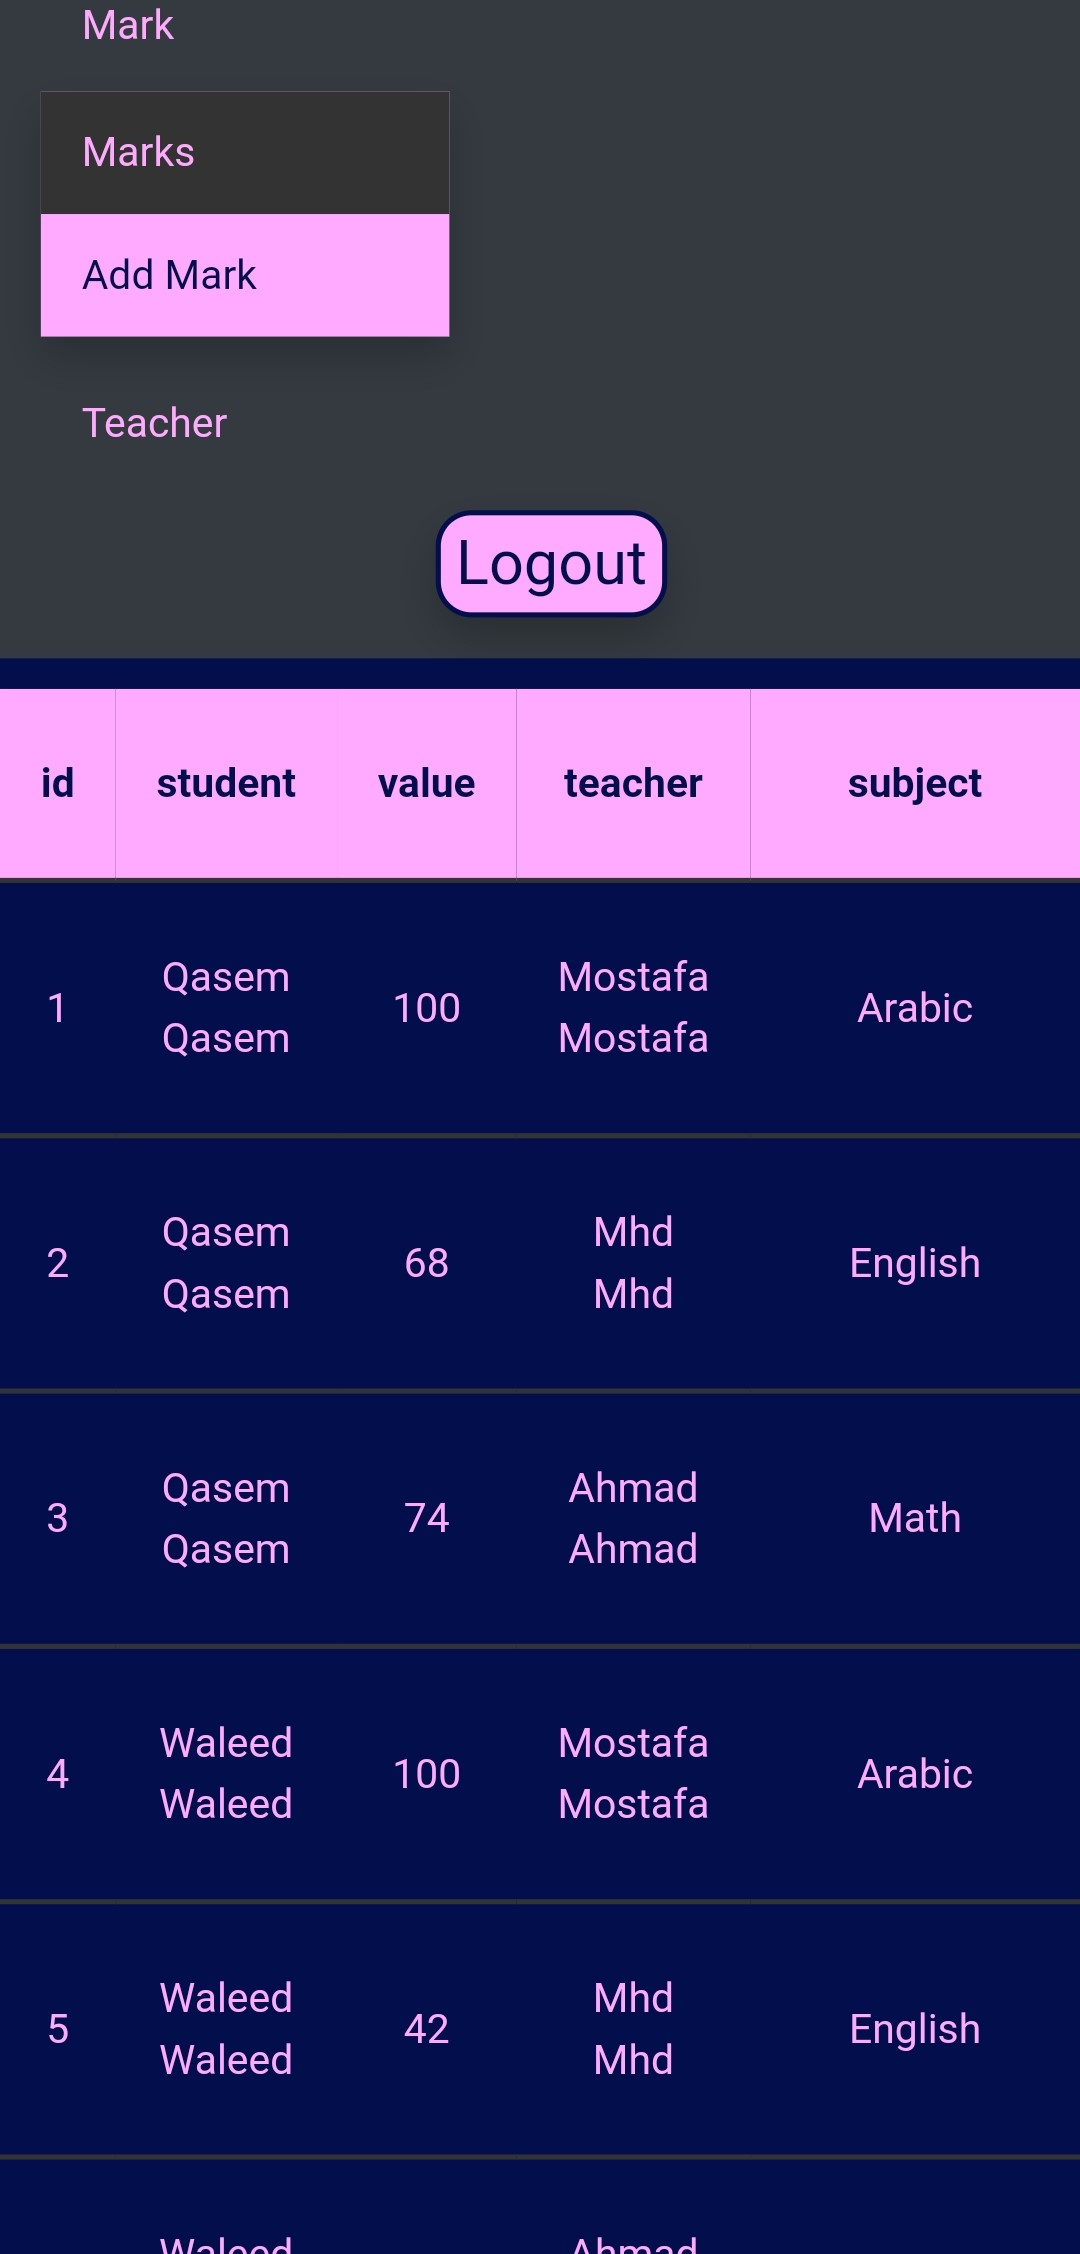 Mark
Marks
Add Mark
Teacher
Logout
id student value teacher subject
1 Qasem Qasem 100 Mostafa Mostafa Arabic
2 Qasem Qasem 68 Mhd Mhd English
3 Qasem Qasem 74 Ahmad Ahmad Math
4 Waleed Waleed 100 Mostafa Mostafa Arabic
5 Waleed Waleed 42 Mhd Mhd English
Waleed Ahmad